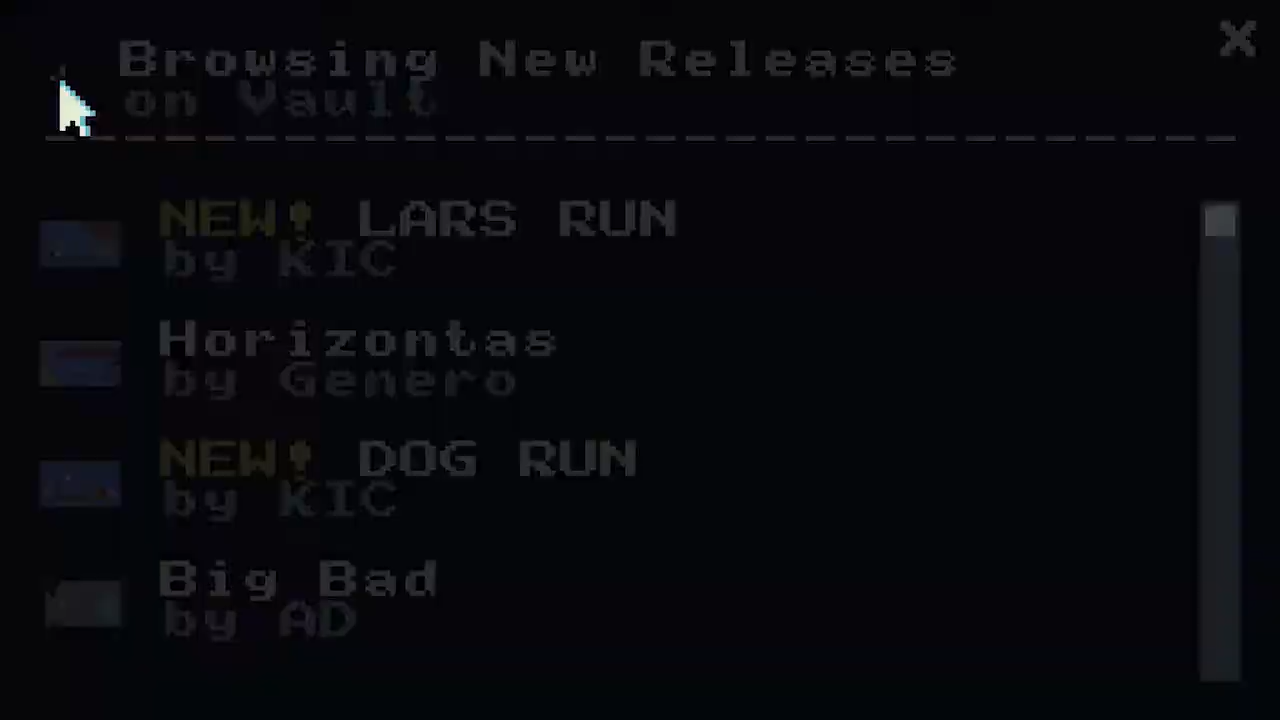 Browsing New Releases
on Vault
NEW! LARS RUN
by KIC
Horizontas
by Genero
NEW! DOG RUN
by KIC
Big Bad
by AD